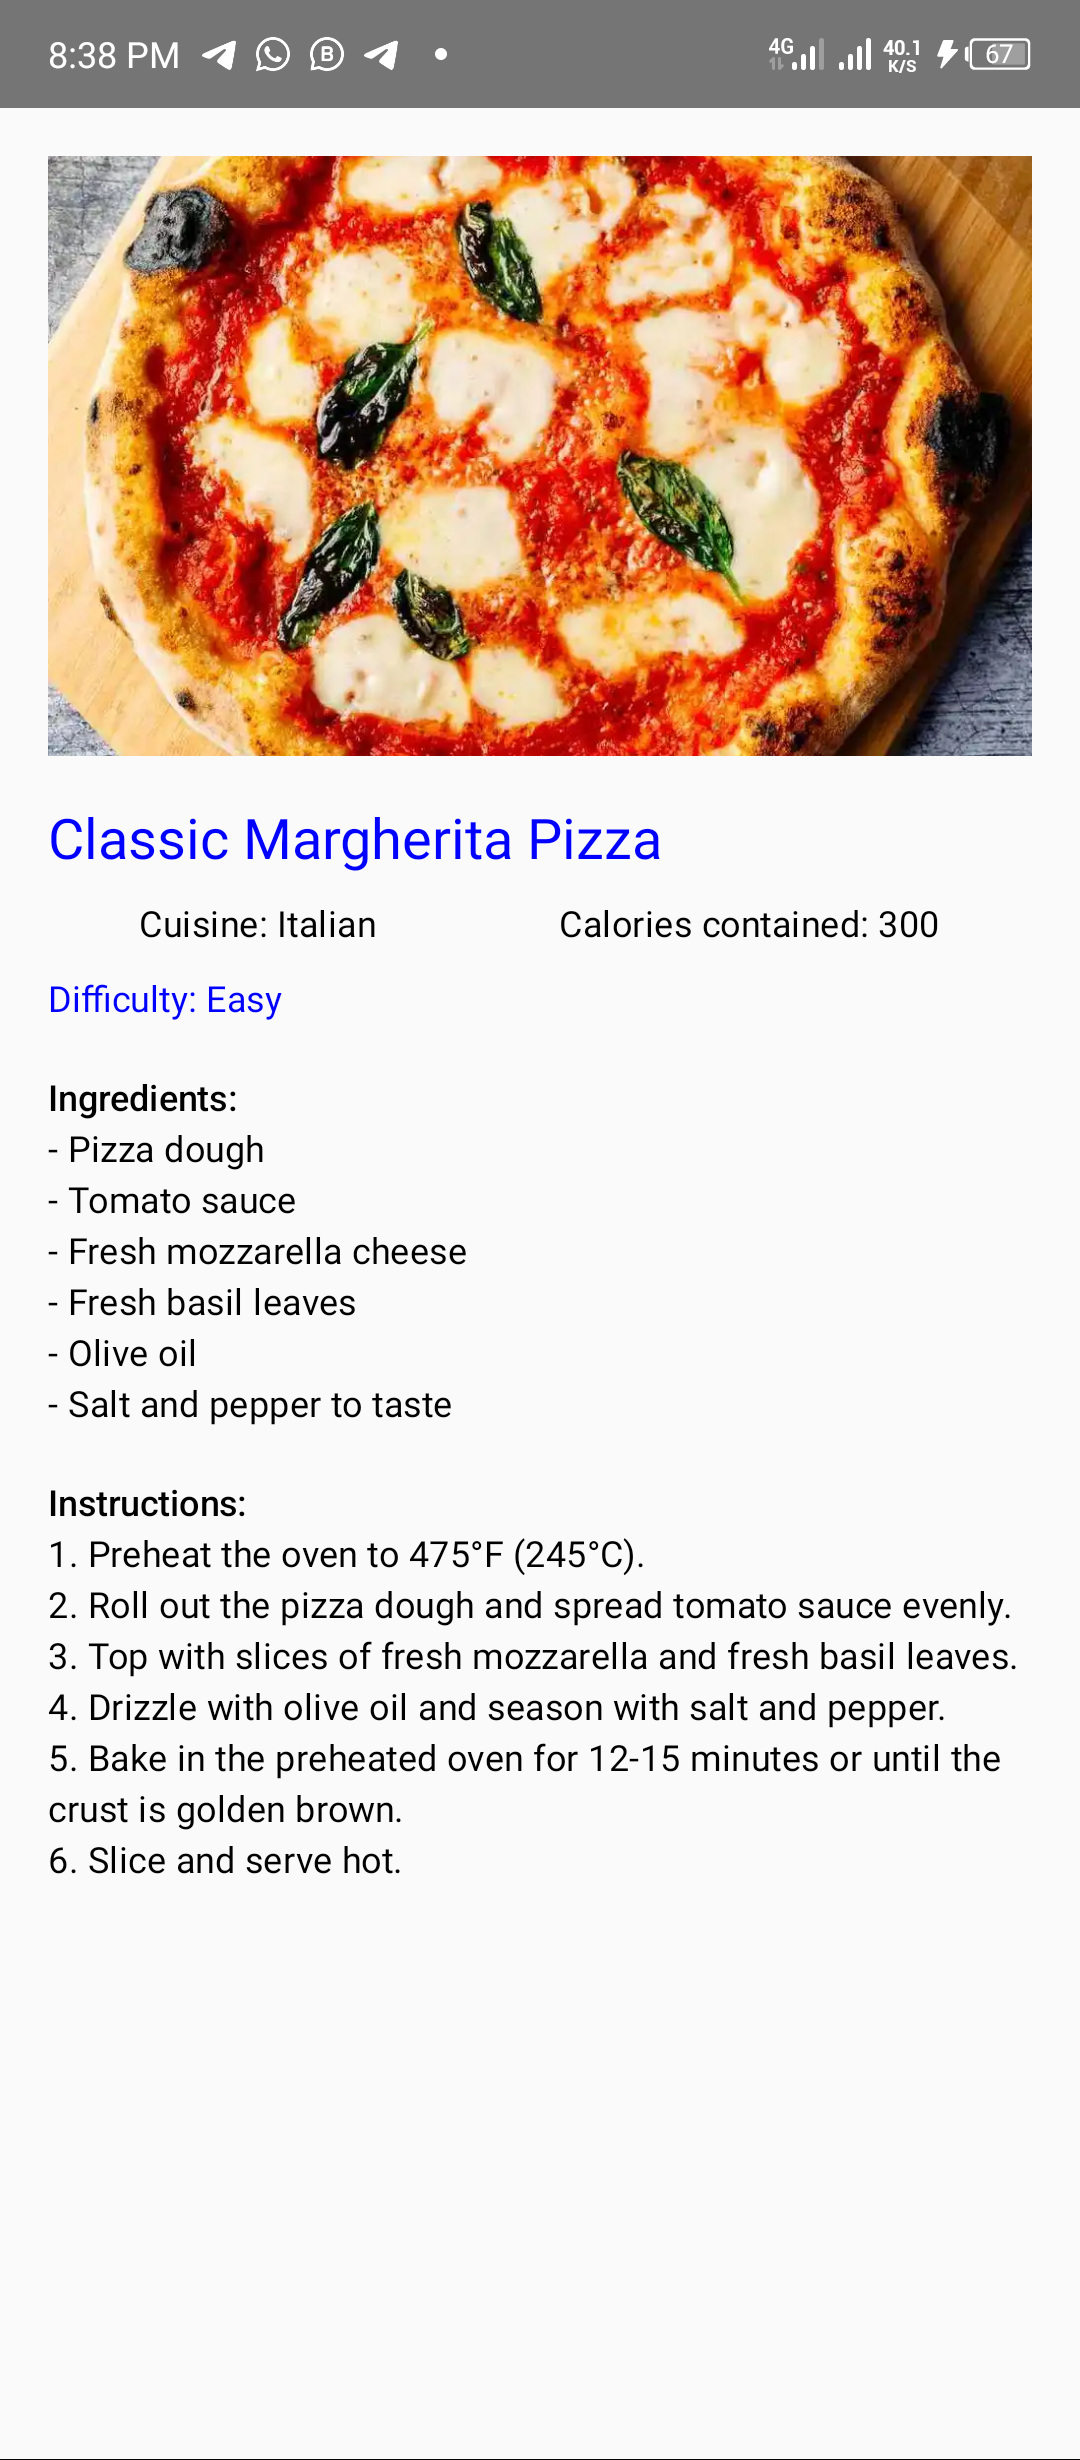 8:38 PM
4G
40.1
K/S
67
Classic Margherita Pizza
Cuisine: Italian
Calories contained: 300
Difficulty: Easy
Ingredients:
- Pizza dough
- Tomato sauce
- Fresh mozzarella cheese
- Fresh basil leaves
- Olive oil
- Salt and pepper to taste
Instructions:
1. Preheat the oven to 475°F (245°C).
2. Roll out the pizza dough and spread tomato sauce evenly.
3. Top with slices of fresh mozzarella and fresh basil leaves.
4. Drizzle with olive oil and season with salt and pepper.
5. Bake in the preheated oven for 12-15 minutes or until the
crust is golden brown.
6. Slice and serve hot.